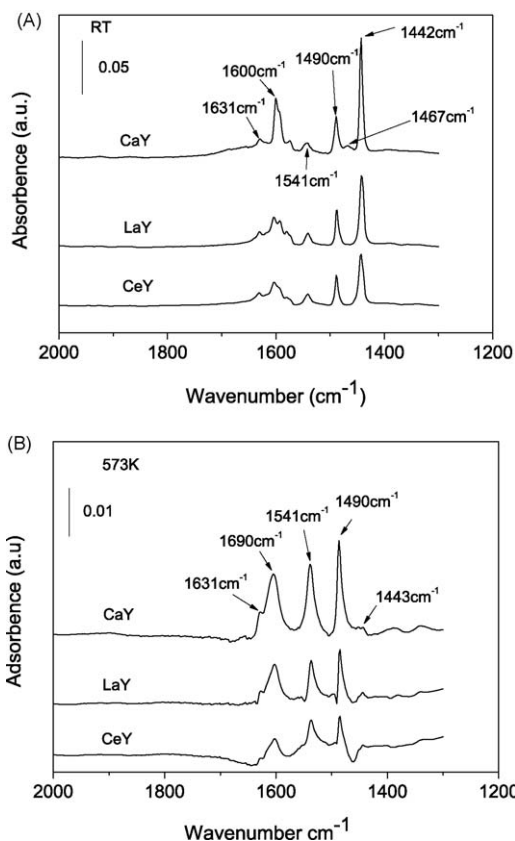 (A)
RT
0.05
1442cm-1
1490cm-1
1600cm-1
1467cm-1
1631cm-1
CaY
1541cm-1
LaY
CeY
Absorbence (a.u.)
2000 1800 1600 1400 1200
Wavenumber (cm-1)
(B)
573K
0.01
1490cm-1
1541cm-1
1690cm-1
1631cm-1
1443cm-1
CaY
LaY
CeY
Adsorbence (a.u)
2000 1800 1600 1400 1200
Wavenumber cm-1